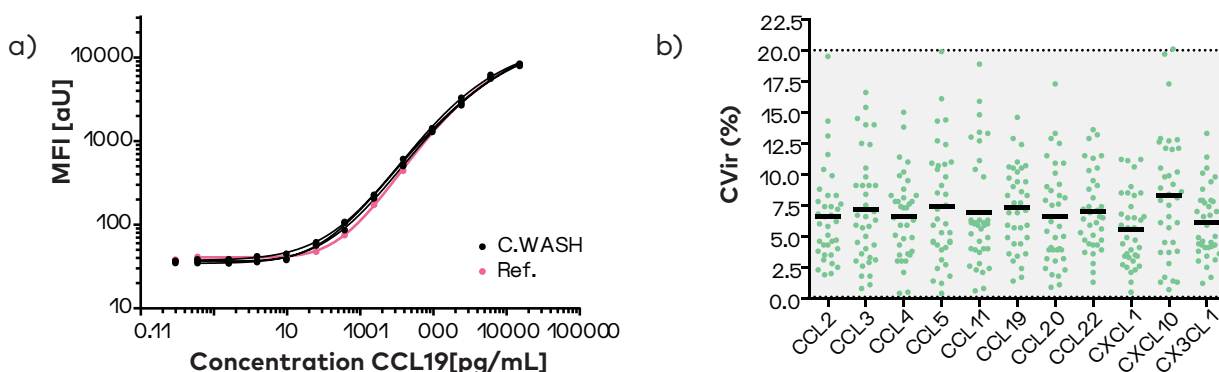 a)
MFI [aU]
10000
1000
100
10
0.11
10
1001
000
10000
100000
Concentration CCL19[pg/mL]
C.WASH
Ref.
b)
CVir (%)
22.5
20.0
17.5
15.0
12.5
10.0
7.5
5.0
2.5
0.0
CCL2
CCL3
CCL4
CCL5
CCL11
CCL19
CCL20
CCL22
CXCL1
CXCL10
CX3CL1